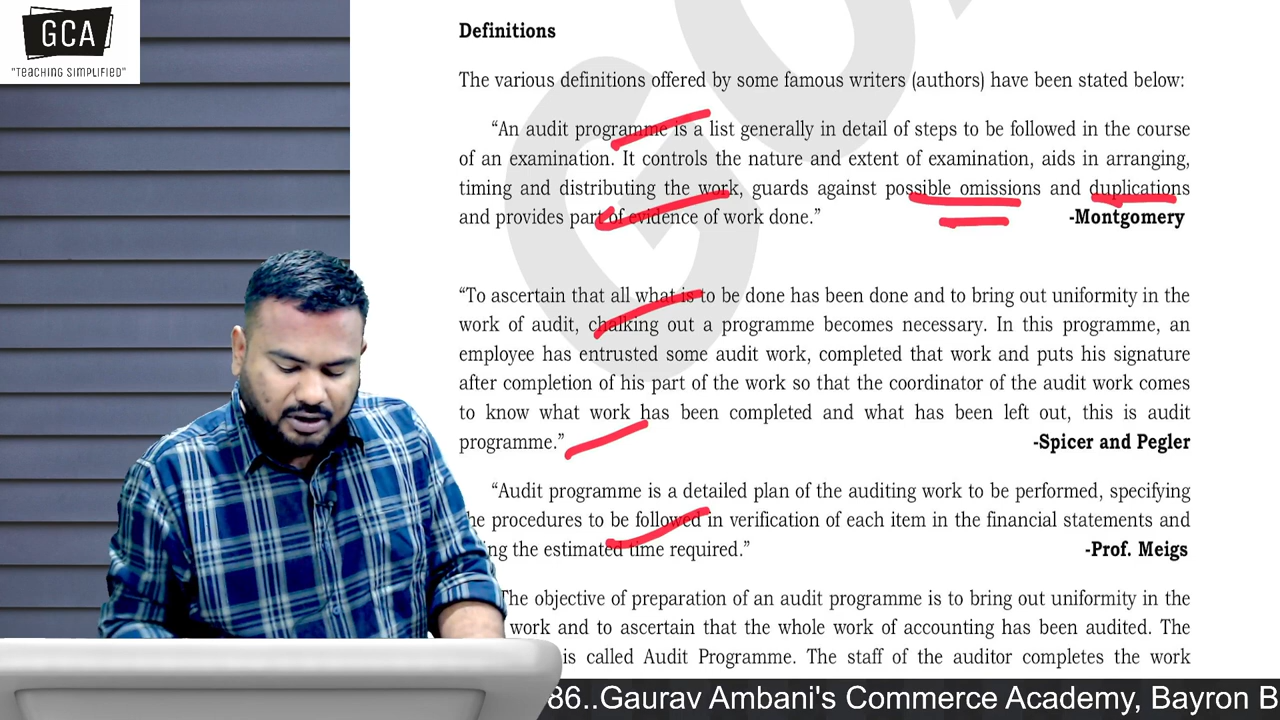 GCA
"TEACHING SIMPLIFIED"
Definitions
The various definitions offered by some famous writers (authors) have been stated below:
“An audit programme is a list generally in detail of steps to be followed in the course
of an examination. It controls the nature and extent of examination, aids in arranging,
timing and distributing the work, guards against possible omissions and duplications
and provides part of evidence of work done.” -Montgomery
“To ascertain that all what is to be done has been done and to bring out uniformity in the
work of audit, chalking out a programme becomes necessary. In this programme, an
employee has entrusted some audit work, completed that work and puts his signature
after completion of his part of the work so that the coordinator of the audit work comes
to know what work has been completed and what has been left out, this is audit
programme.” -Spicer and Pegler
“Audit programme is a detailed plan of the auditing work to be performed, specifying
procedures to be followed in verification of each item in the financial statements and
the estimated time required.” -Prof. Meigs
The objective of preparation of an audit programme is to bring out uniformity in the
work and to ascertain that the whole work of accounting has been audited. The
is called Audit Programme. The staff of the auditor completes the work
86..Gaurav Ambani's Commerce Academy, Bayron B